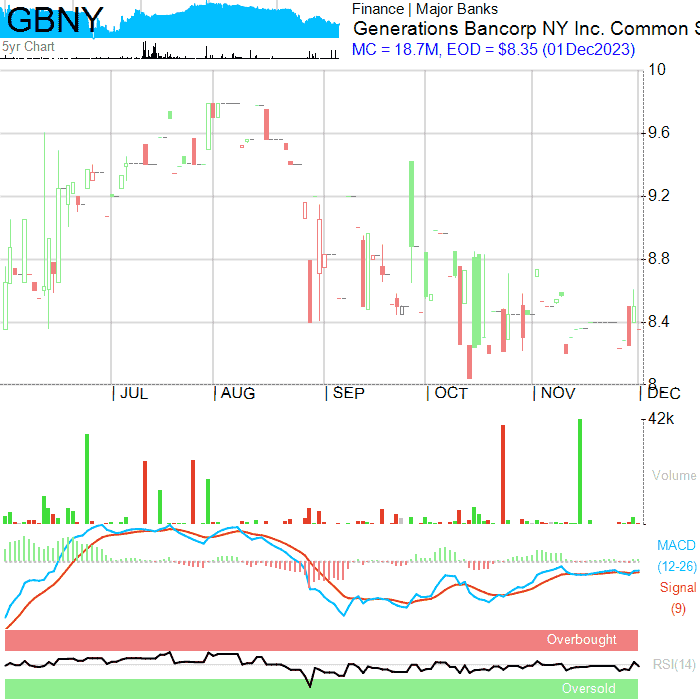 GBNY
Finance | Major Banks
Generations Bancorp NY Inc. Common S
5yr Chart
MC = 18.7M, EOD = $8.35 (01Dec2023)
10
9.6
9.2
8.8
8.4
8
| JUL | AUG | SEP | OCT | NOV | DEC
42k
Volume
MACD
(12-26)
Signal
(9)
Overbought
RSI(14)
Oversold